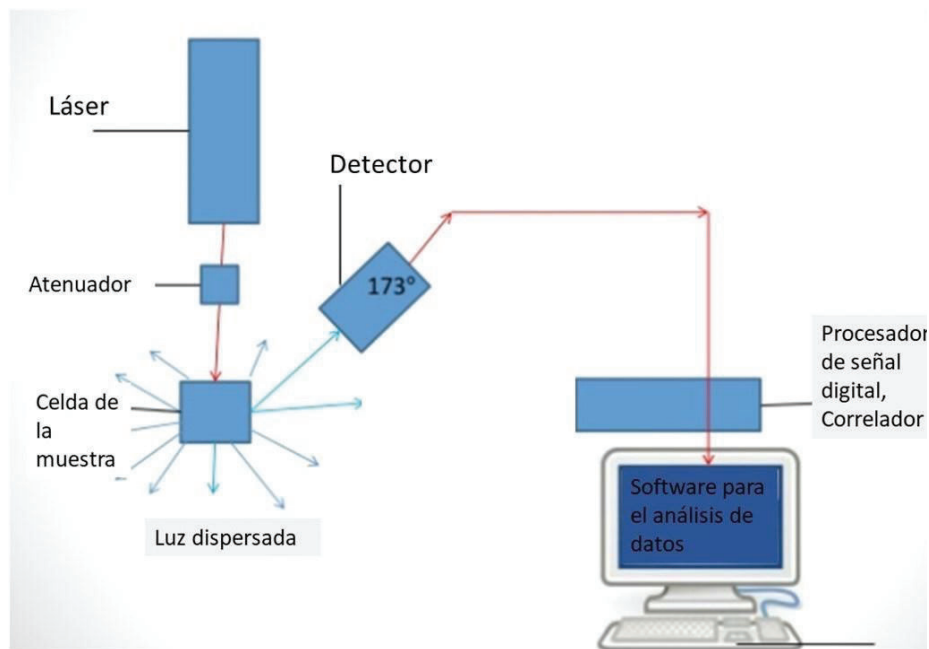 Láser
Detector
173°
Atenuador
Procesador
de señal
digital,
Correlador
Celda de
la
muestra
Software para
el análisis de
datos
Luz dispersada